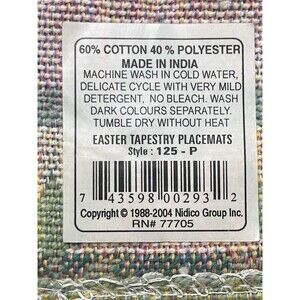 60% COTTON 40 % POLYESTER
MADE IN INDIA
MACHINE WASH IN COLD WATER,
DELICATE CYCLE WITH VERY MILD
DETERGENT, NO BLEACH. WASH
DARK COLOURS SEPARATELY.
TUMBLE DRY WITHOUT HEAT
EASTER TAPESTRY PLACEMATS
Style : 125 - P
7 43598 00293 2
Copyright © 1988-2004 Nidico Group Inc.
RN# 77705